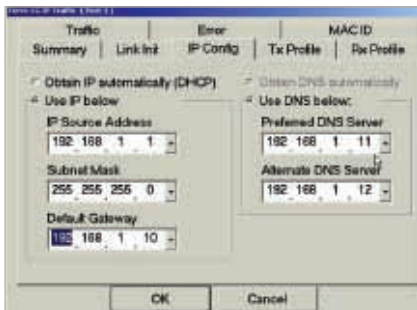 Traffic Error MAC ID
Summary Link Init IP Config Tx Profile Rx Profile
Obtain IP automatically (DHCP)
Use IP below
IP Source Address
192 168 1 1
Subnet Mask
255 255 255 0
Default Gateway
192 168 1 10
Obtain DNS automatically
Use DNS below:
Preferred DNS Server
192 168 1 11
Alternate DNS Server
192 168 1 12
OK Cancel